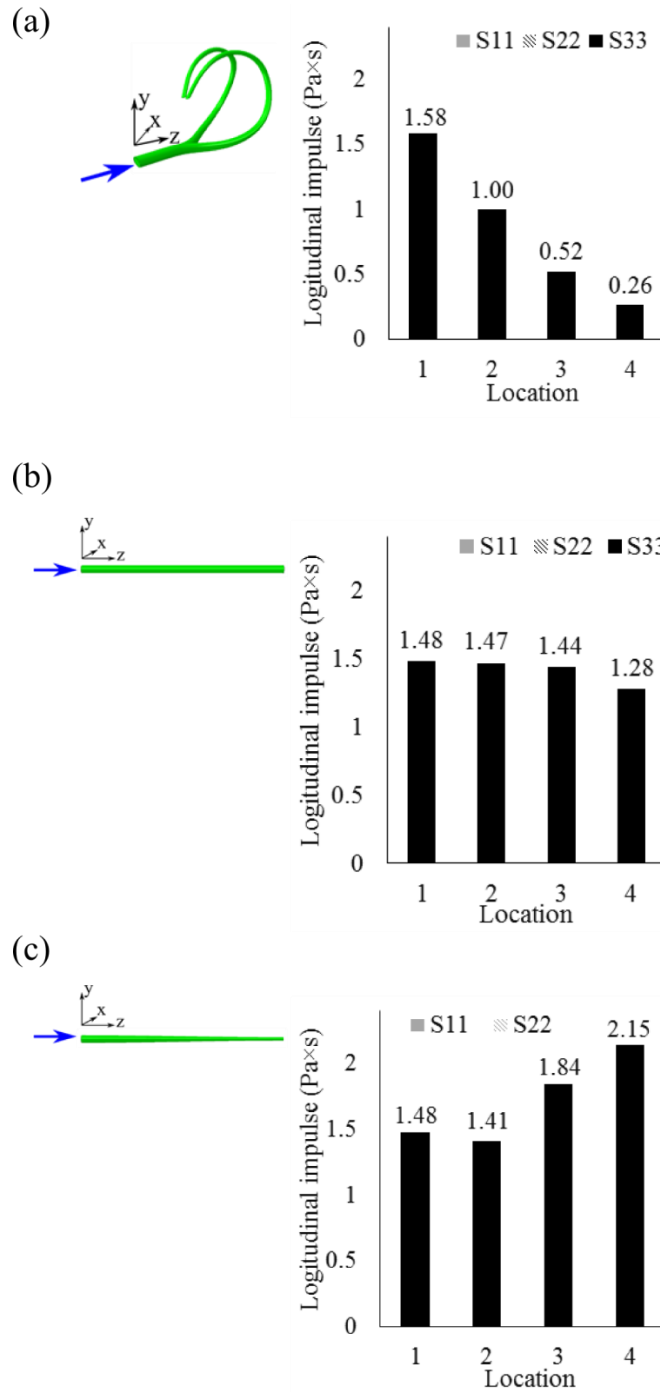 (a)
y
x
z
Logitudinal impulse (Pa×s)
S11 S22 S33
2
1.5
1
0.5
0
1.58
1.00
0.52
0.26
1 2 3 4
Location
(b)
y
x
z
Logitudinal impulse (Pa×s)
S11 S22 S33
2
1.5
1
0.5
0
1.48 1.47 1.44 1.28
1 2 3 4
Location
(c)
y
x
z
Logitudinal impulse (Pa×s)
S11 S22
2
1.5
1
0.5
0
1.48 1.41 1.84 2.15
1 2 3 4
Location